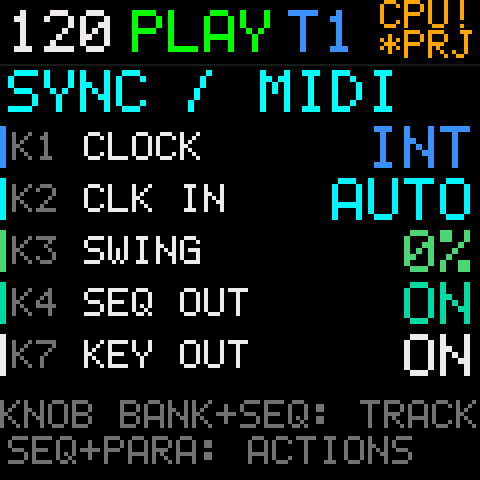 120 PLAY T1 CPU!
*PRJ
SYNC / MIDI
K1 CLOCK INT
K2 CLK IN AUTO
K3 SWING 0%
K4 SEQ OUT ON
K7 KEY OUT ON
KNOB BANK+SEQ: TRACK
SEQ+PARA: ACTIONS